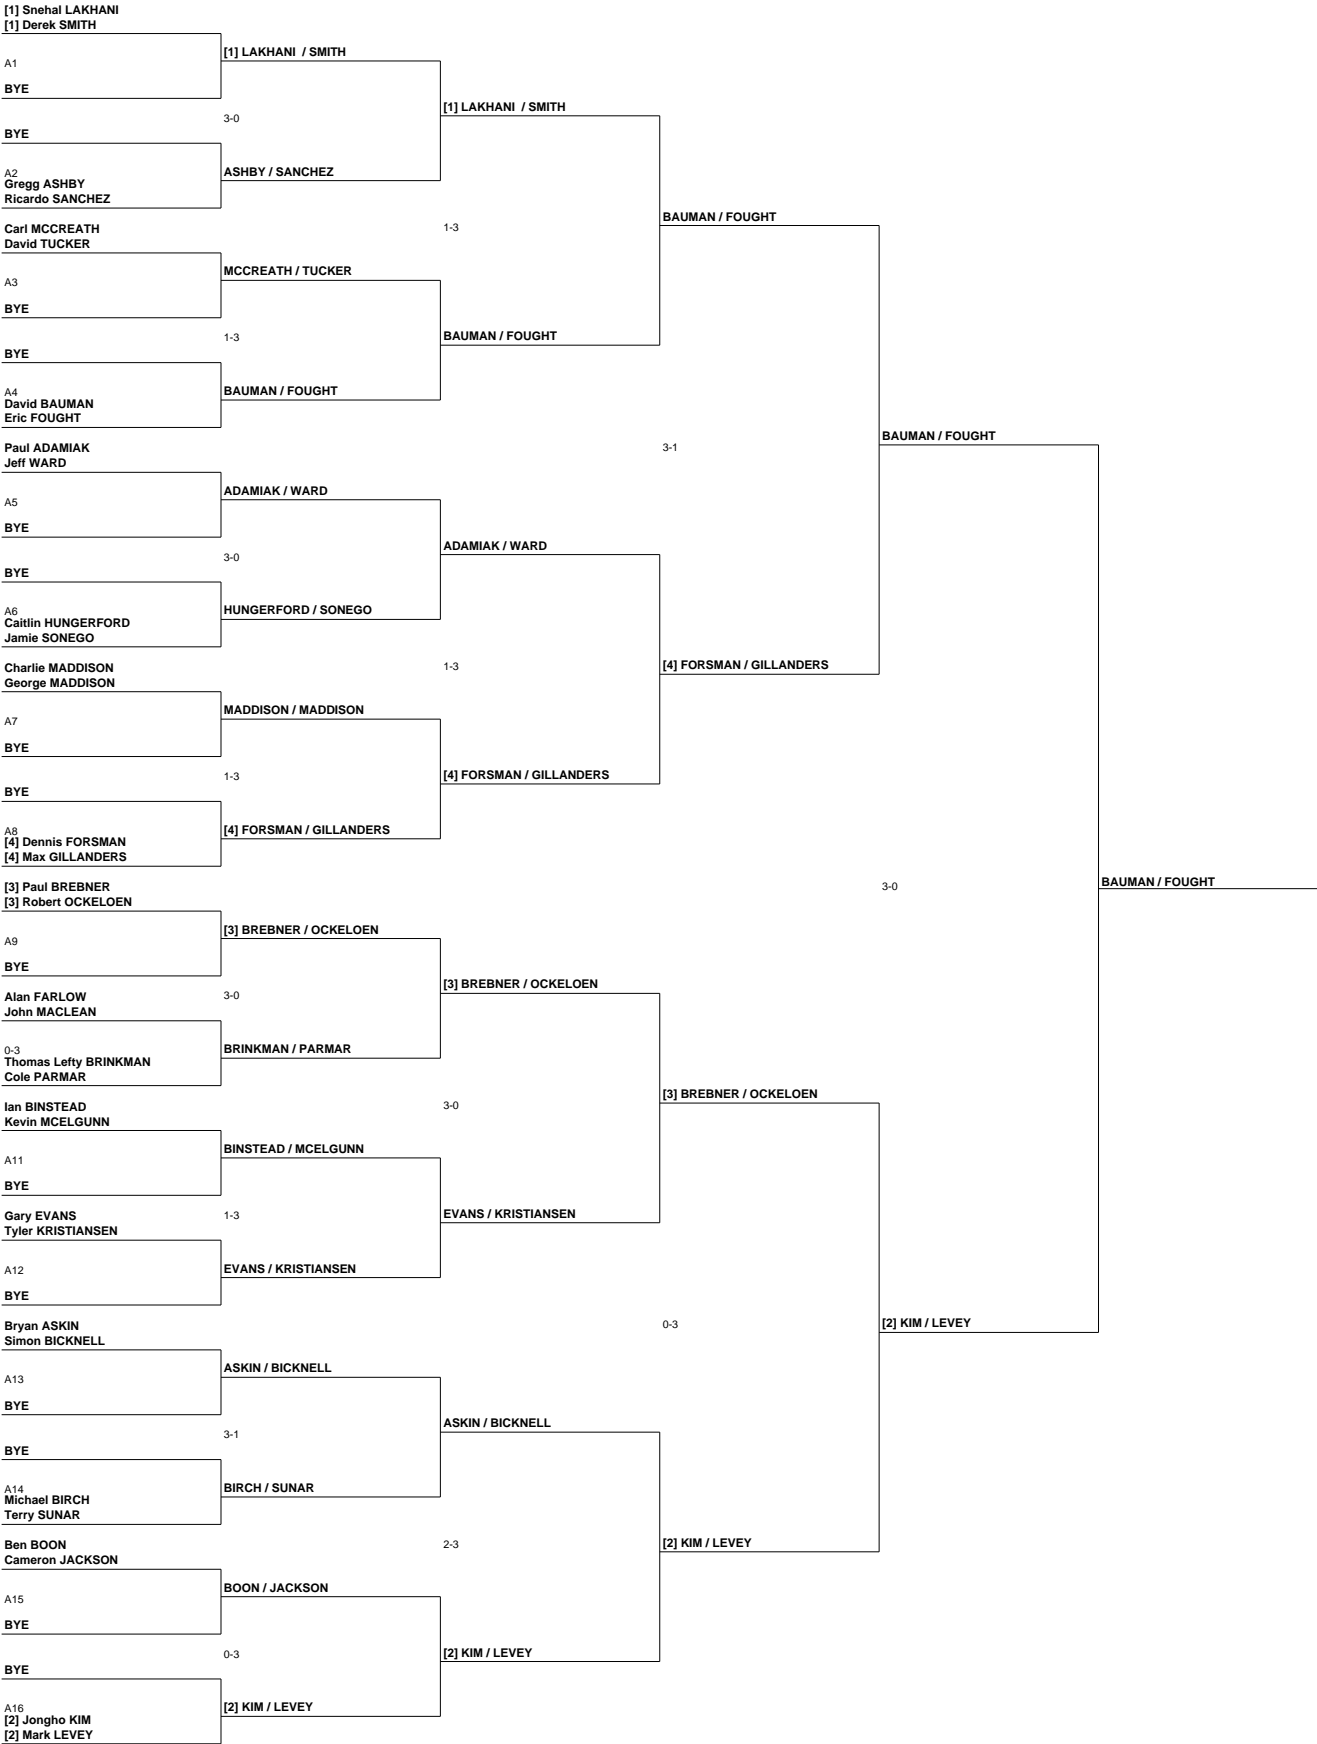 [1] Snehal LAKHANI
[1] Derek SMITH
A1
BYE
BYE
A2
Gregg ASHBY
Ricardo SANCHEZ
Carl MCCREATH
David TUCKER
A3
BYE
BYE
A4
David BAUMAN
Eric FOUGHT
Paul ADAMIAK
Jeff WARD
A5
BYE
BYE
A6
Caitlin HUNGERFORD
Jamie SONEGO
Charlie MADDISON
George MADDISON
A7
BYE
BYE
A8
[4] Dennis FORSMAN
[4] Max GILLANDERS
[3] Paul BREBNER
[3] Robert OCKELOEN
A9
BYE
Alan FARLOW
John MACLEAN
0-3
Thomas Lefty BRINKMAN
Cole PARMAR
Ian BINSTEAD
Kevin MCELGUNN
A11
BYE
Gary EVANS
Tyler KRISTIANSEN
A12
BYE
Bryan ASKIN
Simon BICKNELL
A13
BYE
BYE
A14
Michael BIRCH
Terry SUNAR
Ben BOON
Cameron JACKSON
A15
BYE
BYE
A16
[2] Jongho KIM
[2] Mark LEVEY
[1] LAKHANI / SMITH
3-0
ASHBY / SANCHEZ
MCCREATH / TUCKER
1-3
BAUMAN / FOUGHT
ADAMIAK / WARD
3-0
HUNGERFORD / SONEGO
MADDISON / MADDISON
1-3
[4] FORSMAN / GILLANDERS
[3] BREBNER / OCKELOEN
3-0
BRINKMAN / PARMAR
BINSTEAD / MCELGUNN
1-3
EVANS / KRISTIANSEN
ASKIN / BICKNELL
3-1
BIRCH / SUNAR
BOON / JACKSON
0-3
[2] KIM / LEVEY
[1] LAKHANI / SMITH
1-3
BAUMAN / FOUGHT
ADAMIAK / WARD
1-3
[4] FORSMAN / GILLANDERS
[3] BREBNER / OCKELOEN
3-0
EVANS / KRISTIANSEN
ASKIN / BICKNELL
2-3
[2] KIM / LEVEY
BAUMAN / FOUGHT
3-1
[4] FORSMAN / GILLANDERS
[3] BREBNER / OCKELOEN
0-3
[2] KIM / LEVEY
BAUMAN / FOUGHT
3-0
[2] KIM / LEVEY
BAUMAN / FOUGHT